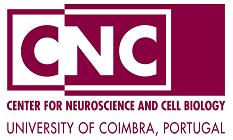 CNC
CENTER FOR NEUROSCIENCE AND CELL BIOLOGY
UNIVERSITY OF COIMBRA, PORTUGAL